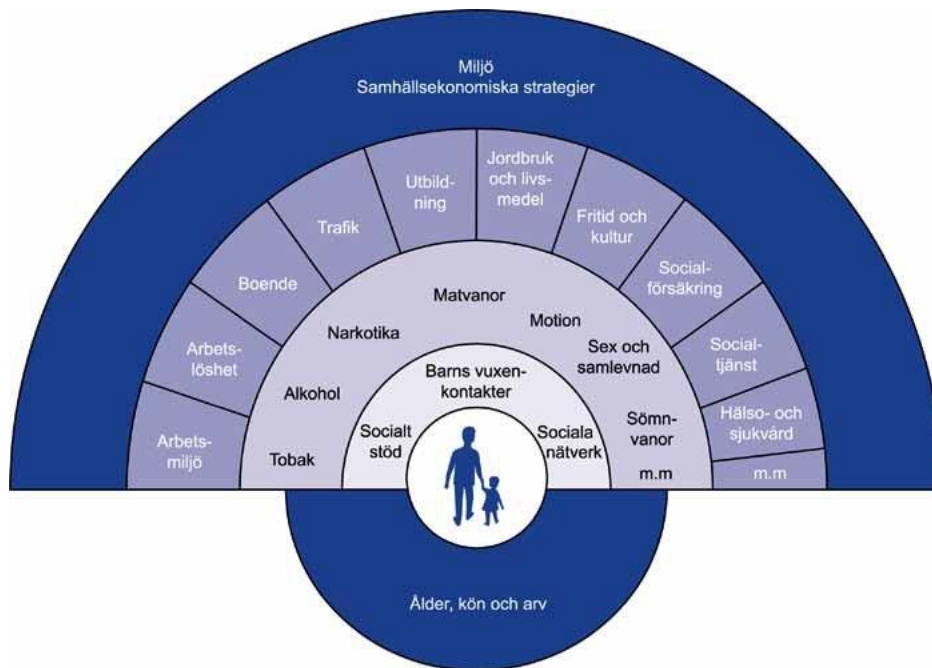 Miljö
Samhällsekonomiska strategier
Arbets-
miljö
Arbets-
löshet
Boende
Trafik
Utbild-
ning
Jordbruk
och livs-
medel
Fritid och
kultur
Social-
försäkring
Social-
tjänst
Hälso- och
sjukvård
m.m
Tobak
Alkohol
Narkotika
Matvanor
Motion
Sex och
samlevnad
Sömn-
vanor
m.m
Socialt
stöd
Barns vuxen-
kontakter
Sociala
nätverk
Ålder, kön och arv